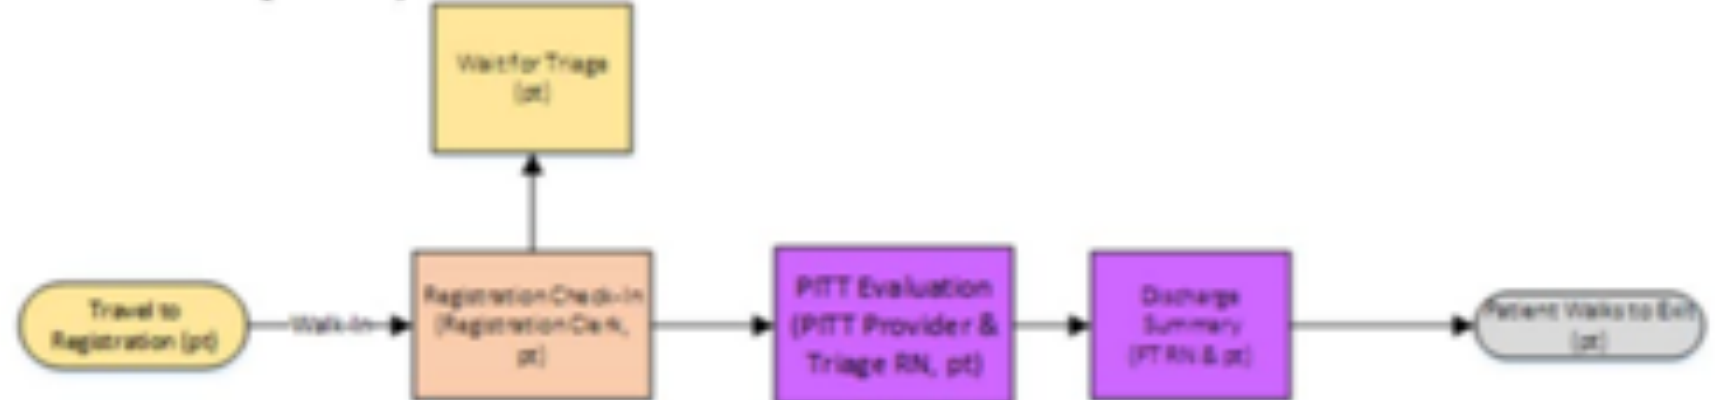 Wait for Triage
(pt)
Travel to
Registration (pt)
Walk-In
Registration Check-In
(Registration Clerk,
pt)
PITT Evaluation
(PITT Provider &
Triage RN, pt)
Discharge
Summary
(FT RN & pt)
Patient Walks to Exit
(pt)